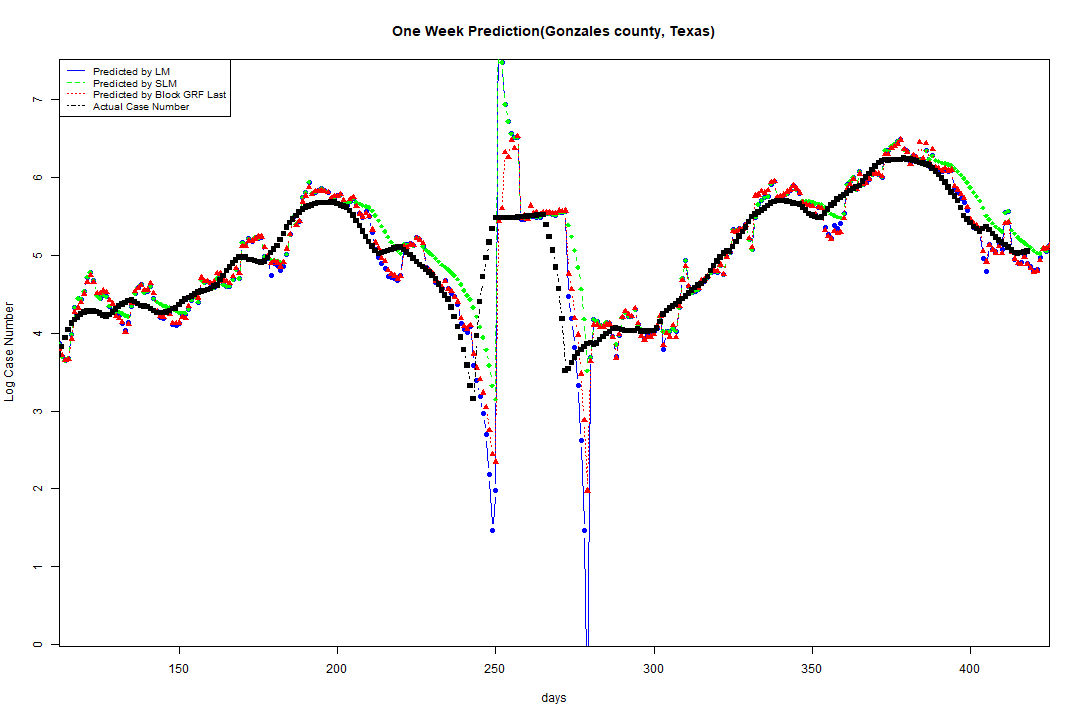 One Week Prediction(Gonzales county, Texas)
Predicted by LM
Predicted by SLM
Predicted by Block GRF Last
Actual Case Number
Log Case Number
7
6
5
4
3
2
1
0
150 200 250 300 350 400
days